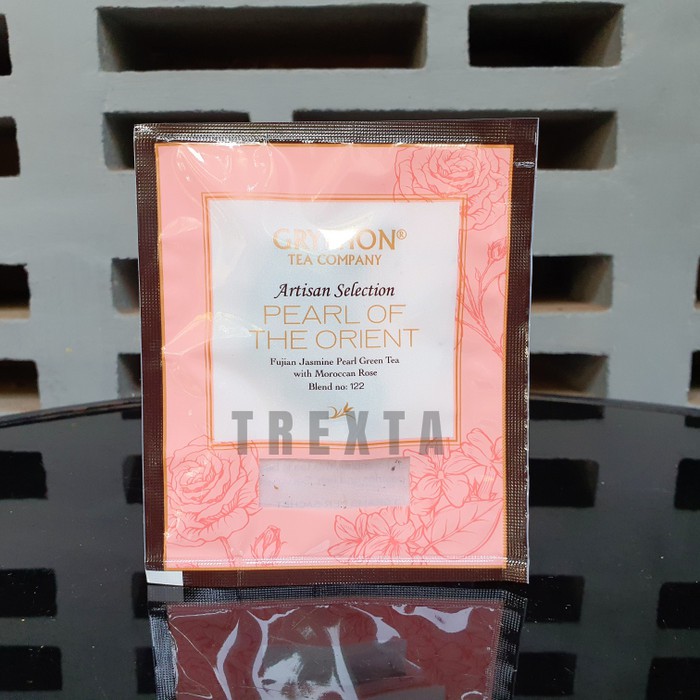 GRYPHON®
TEA COMPANY
Artisan Selection
PEARL OF
THE ORIENT
Fujian Jasmine Pearl Green Tea
with Moroccan Rose
Blend no: 122
TREXTA